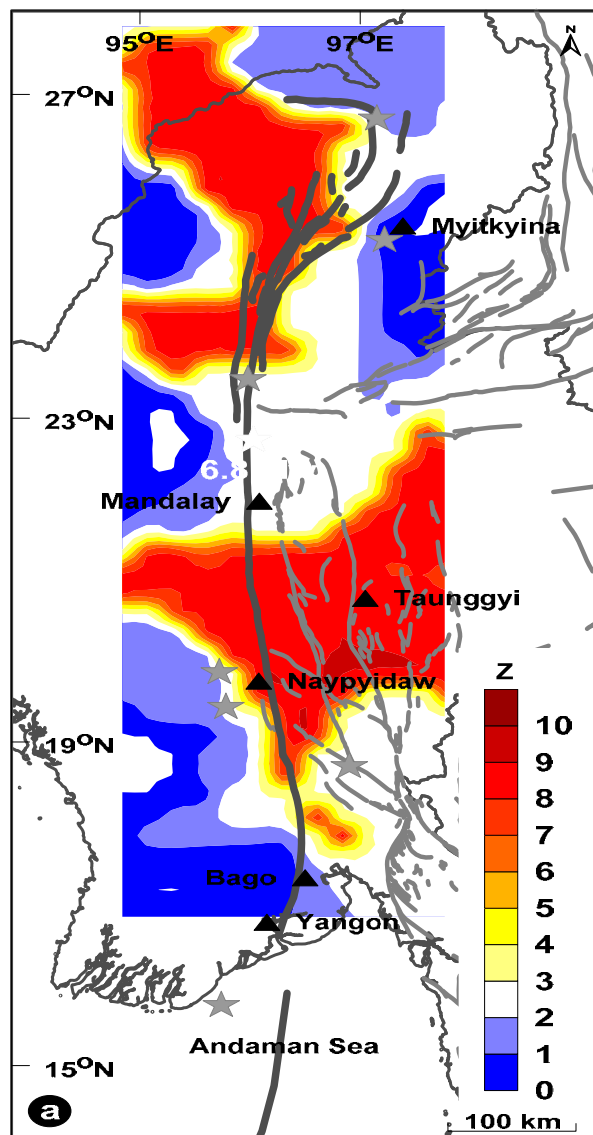 95°E 97°E N
27°N
Myitkyina
23°N
6.8
Mandalay
Taunggyi
Z
Naypyidaw
10
19°N
9
8
7
6
Bago
5
Yangon
4
3
2
Andaman Sea
1
15°N
0
a
100 km